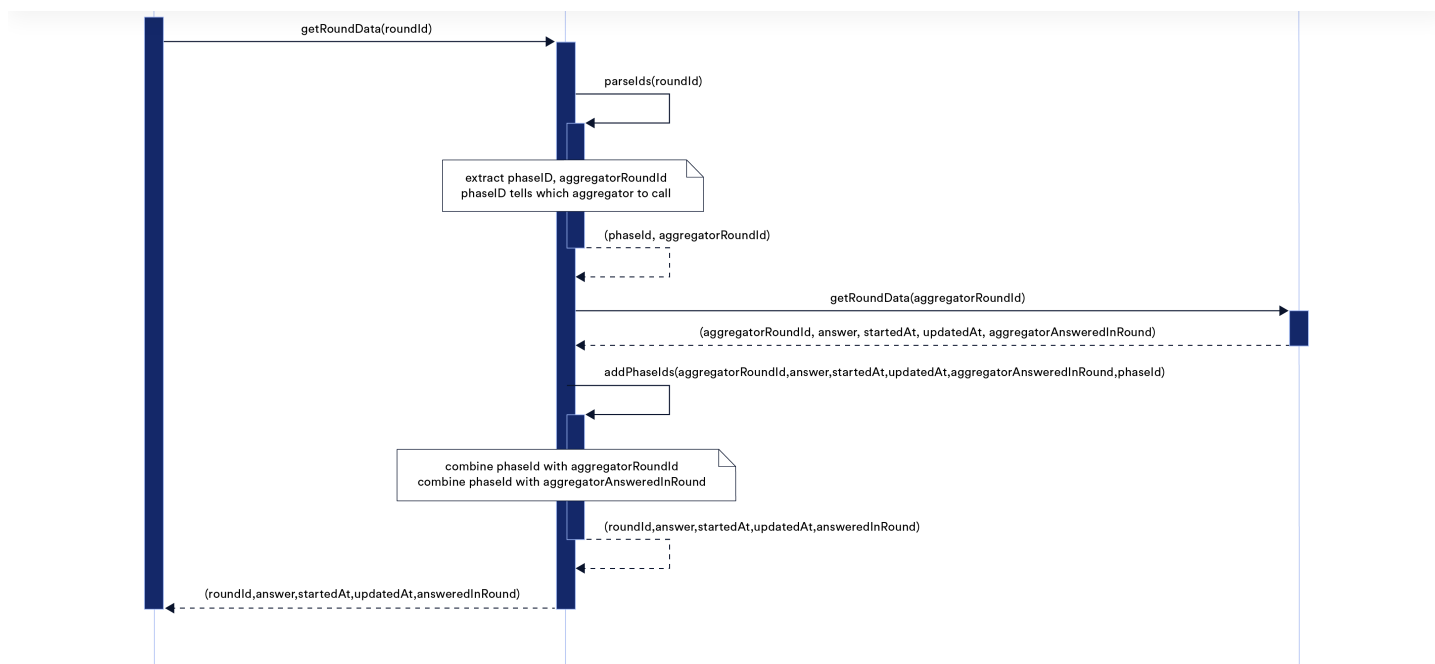 getRoundData(roundId)
parseIds(roundId)
extract phaseID, aggregatorRoundId
phaseID tells which aggregator to call
(phaseId, aggregatorRoundId)
getRoundData(aggregatorRoundId)
(aggregatorRoundId, answer, startedAt, updatedAt, aggregatorAnsweredInRound)
addPhaseIds(aggregatorRoundId,answer,startedAt,updatedAt,aggregatorAnsweredInRound,phaseId)
combine phaseId with aggregatorRoundId
combine phaseId with aggregatorAnsweredInRound
(roundId,answer,startedAt,updatedAt,answeredInRound)
(roundId,answer,startedAt,updatedAt,answeredInRound)